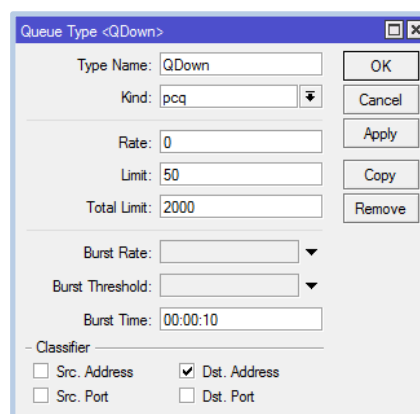 Queue Type <QDown>
Type Name: QDown
OK
Kind: pcq
Cancel
Rate: 0
Apply
Limit: 50
Copy
Total Limit: 2000
Remove
Burst Rate:
Burst Threshold:
Burst Time: 00:00:10
Classifier
Src. Address Dst. Address
Src. Port Dst. Port